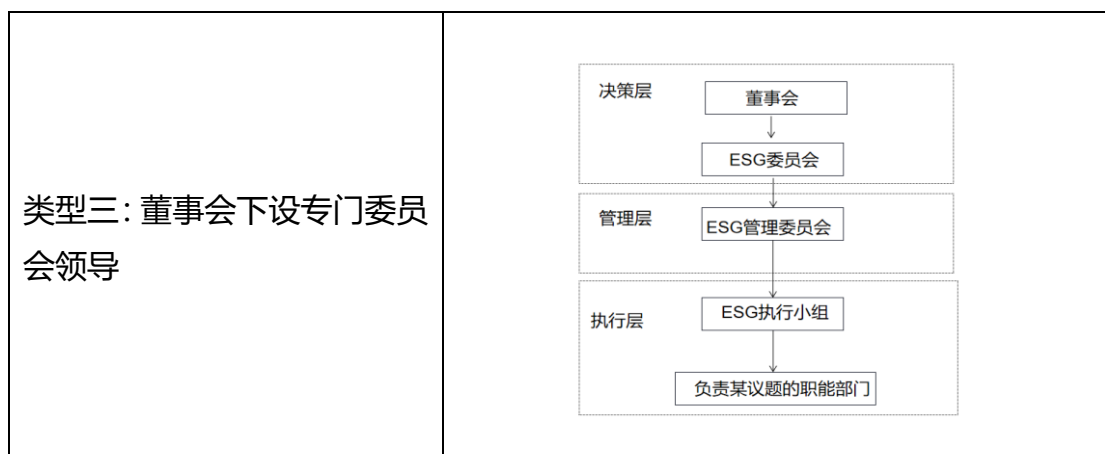 类型三：董事会下设专门委员
会领导
决策层
董事会
ESG委员会
管理层
ESG管理委员会
执行层
ESG执行小组
负责某议题的职能部门